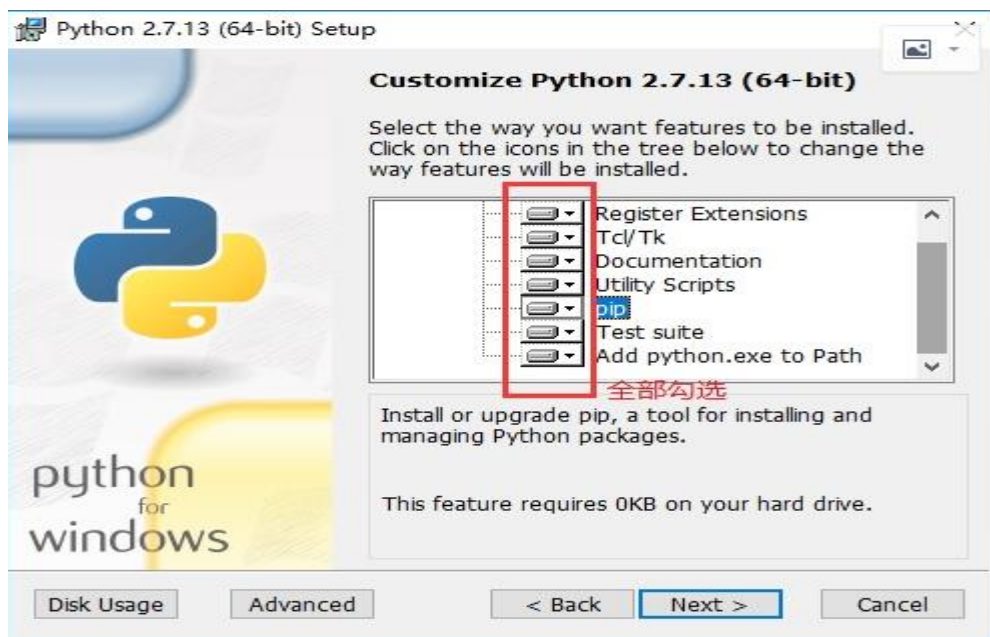 Python 2.7.13 (64-bit) Setup
Customize Python 2.7.13 (64-bit)
Select the way you want features to be installed.
Click on the icons in the tree below to change the
way features will be installed.
Register Extensions
Tcl/Tk
Documentation
Utility Scripts
pip
Test suite
Add python.exe to Path
全部勾选
Install or upgrade pip, a tool for installing and
managing Python packages.
This feature requires 0KB on your hard drive.
python
for
windows
Disk Usage
Advanced
< Back
Next >
Cancel